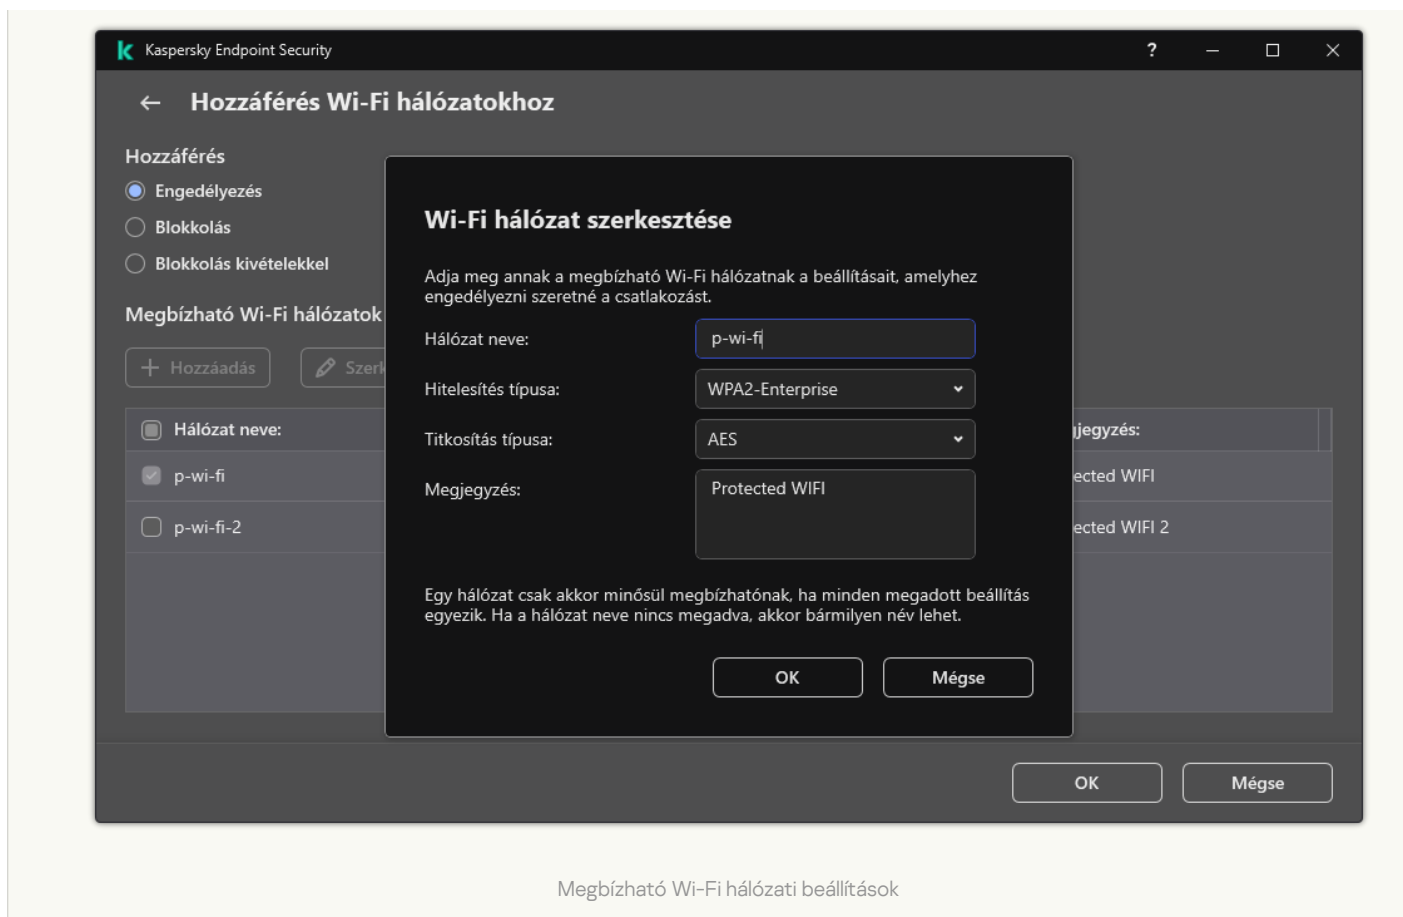 Kaspersky Endpoint Security
Hozzáférés Wi-Fi hálózatokhoz
Hozzáférés
Engedélyezés
Blokkolás
Blokkolás kivételekkel
Megbízható Wi-Fi hálózatok
Hozzáadás
Hálózat neve:
p-wi-fi
p-wi-fi-2
Wi-Fi hálózat szerkesztése
Adja meg annak a megbízható Wi-Fi hálózatnak a beállításait, amelyhez
engedélyezni szeretné a csatlakozást.
Hálózat neve: p-wi-fi
Hitelesítés típusa: WPA2-Enterprise
Titkosítás típusa: AES
Megjegyzés: Protected WIFI
Egy hálózat csak akkor minősül megbízhatónak, ha minden megadott beállítás
egyezik. Ha a hálózat neve nincs megadva, akkor bármilyen név lehet.
OK Mégse
WIFI
WIFI 2
OK Mégse
Megbízható Wi-Fi hálózati beállítások